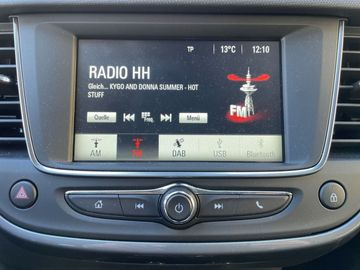 TP 13°C 12:10
RADIO HH
Gleich... KYGO AND DONNA SUMMER - HOT
STUFF
Quelle Freq. Menü
FM
AM FM DAB USB Bluetooth